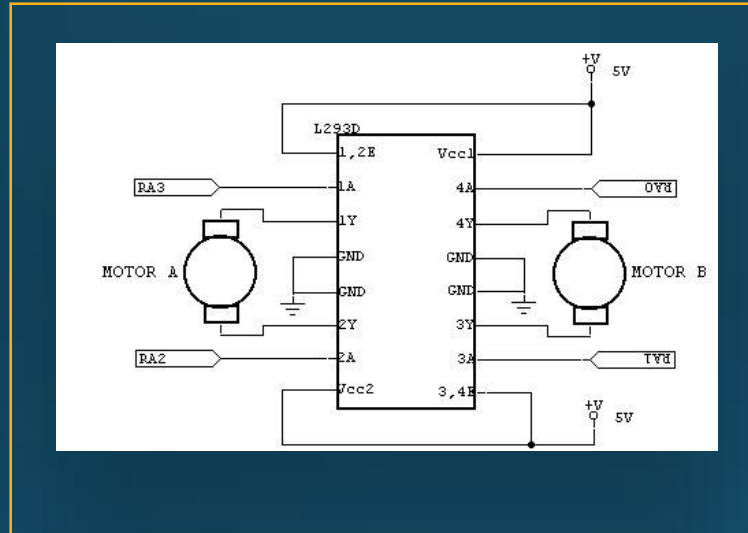 +V
5V
L293D
1,2E
Vcc1
RA3
1A
4A
RA0
1Y
4Y
GND
GND
MOTOR A
MOTOR B
GND
GND
2Y
3Y
RA2
2A
3A
RA1
Vcc2
3,4E
+V
5V